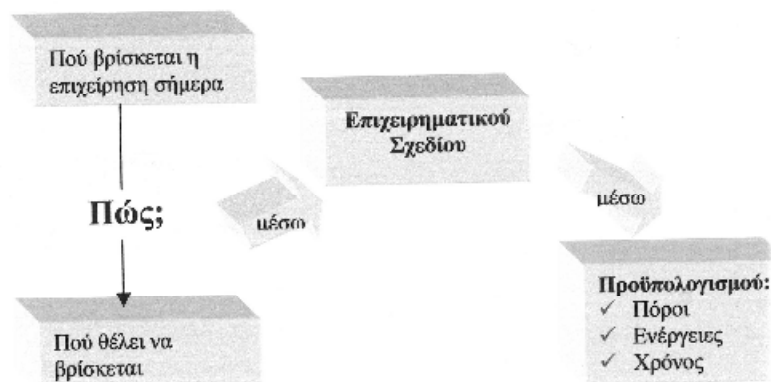 Πού βρίσκεται η
επιχείρηση σήμερα
Επιχειρηματικού
Σχεδίου
Πώς;
μέσω
μέσω
Πού θέλει να
βρίσκεται
Προϋπολογισμού:
✓ Πόροι
✓ Ενέργειες
✓ Χρόνος